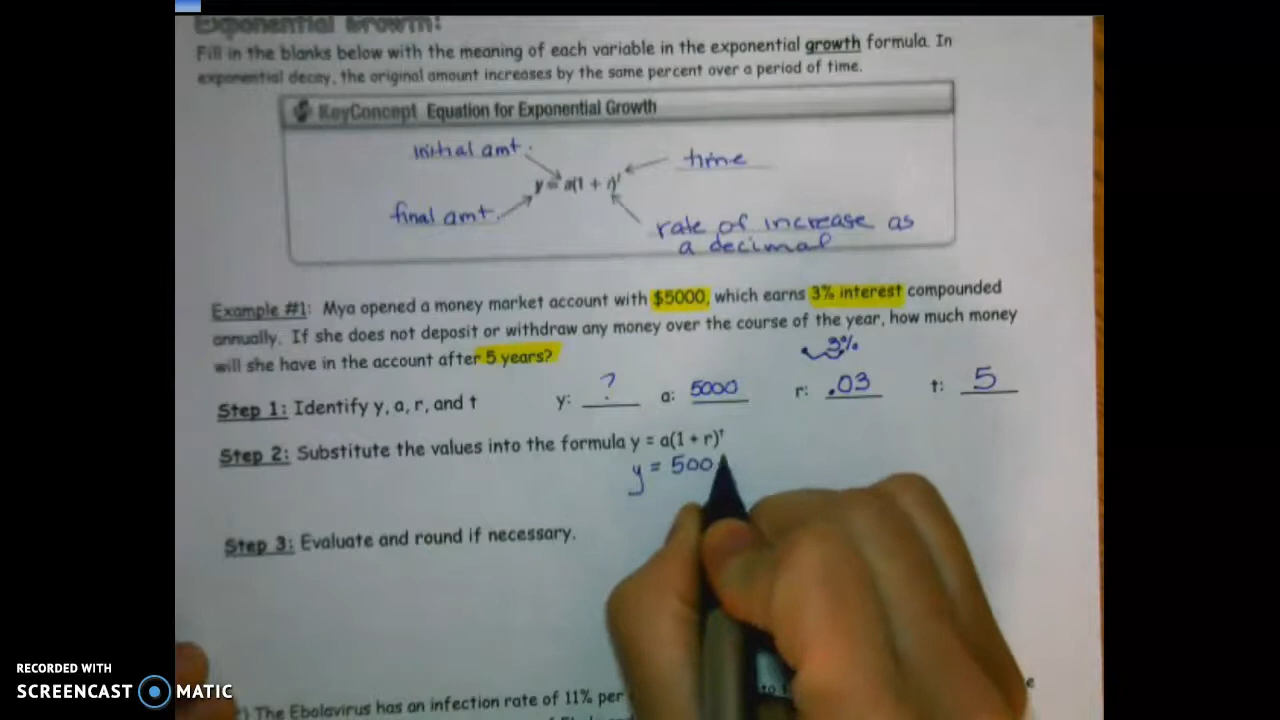 Exponential Growth:
Fill in the blanks below with the meaning of each variable in the exponential growth formula. In
exponential decay, the original amount increases by the same percent over a period of time.
KeyConcept Equation for Exponential Growth
initial amt.
time
y = a(1 + r)ᵗ
final amt.
rate of increase as
a decimal
Example #1: Mya opened a money market account with $5000, which earns 3% interest compounded
annually. If she does not deposit or withdraw any money over the course of the year, how much money
will she have in the account after 5 years?
3%
Step 1: Identify y, a, r, and t y: ? a: 5000 r: .03 t: 5
Step 2: Substitute the values into the formula y = a(1 + r)ᵗ
y = 500
Step 3: Evaluate and round if necessary.
The Ebolavirus has an infection rate of 11% per
RECORDED WITH
SCREENCAST MATIC